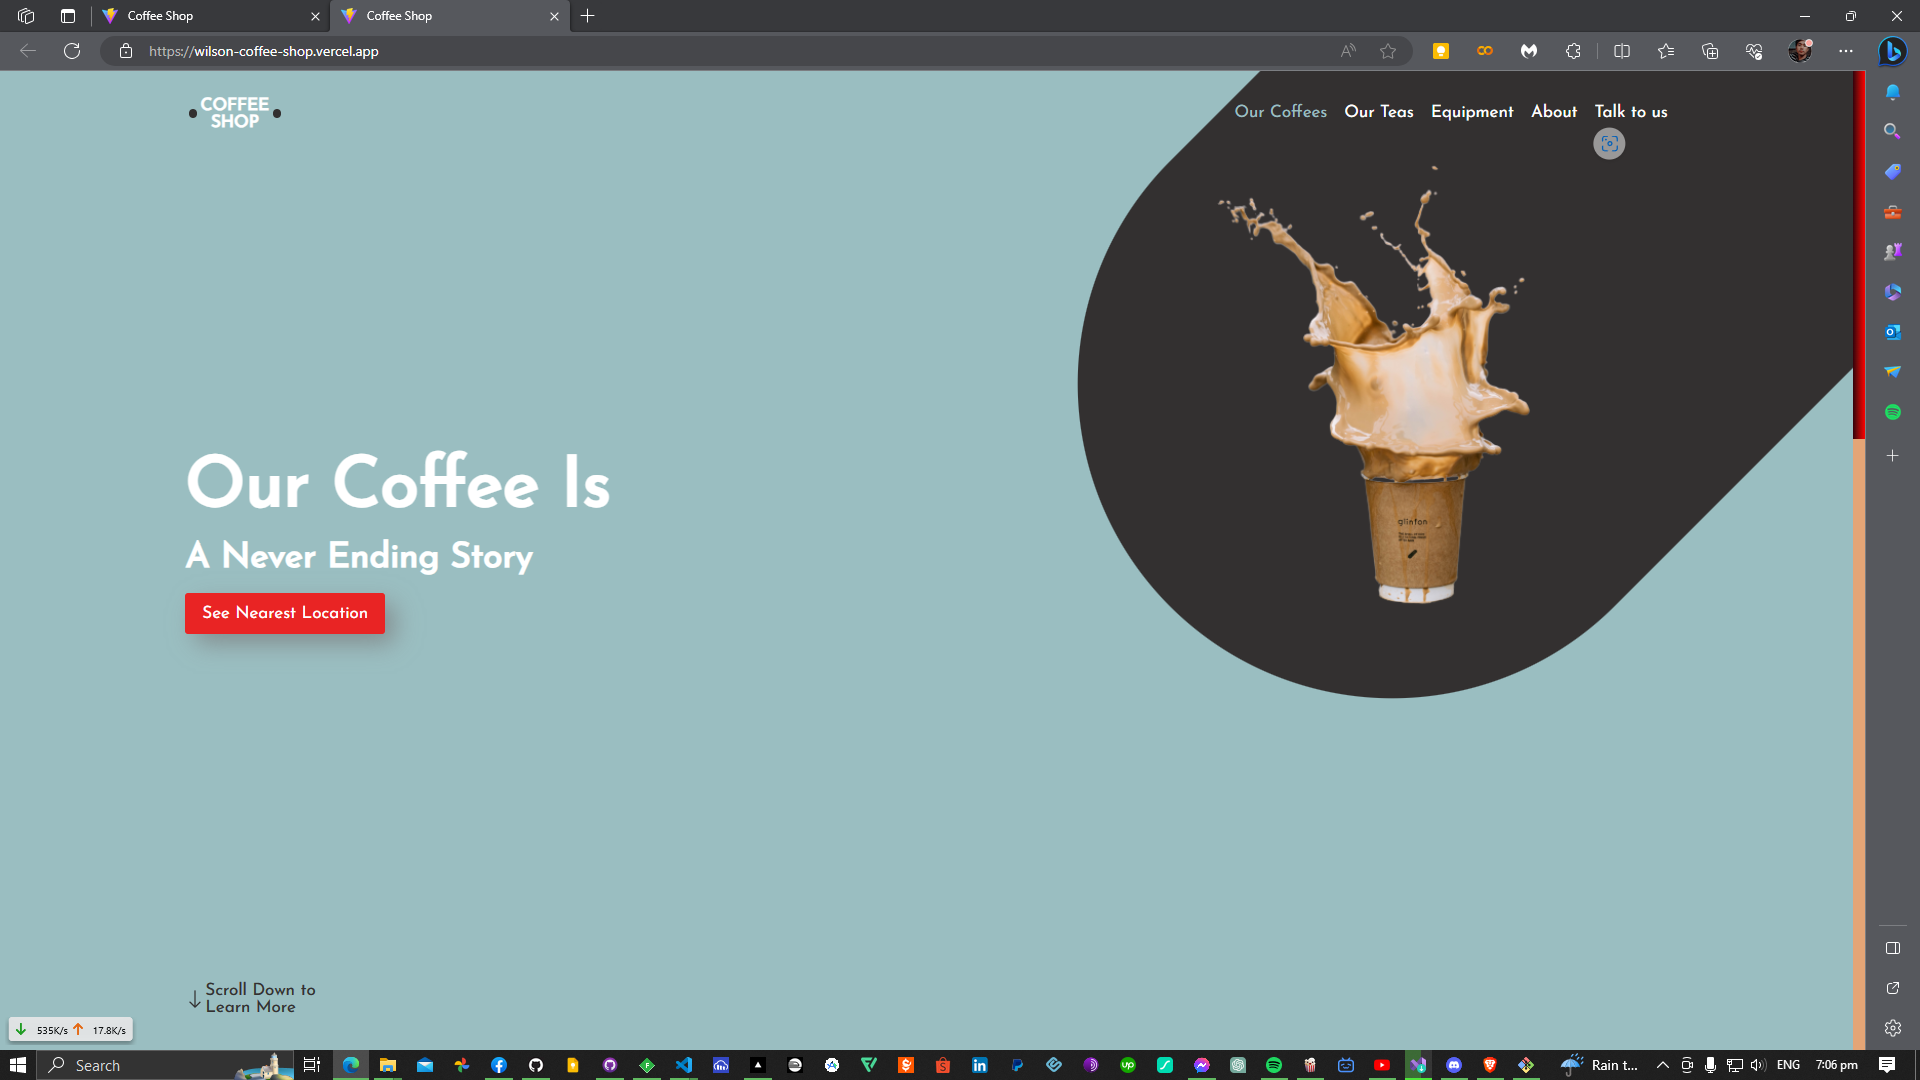 Coffee Shop
Coffee Shop
https://wilson-coffee-shop.vercel.app
COFFEE
SHOP
Our Coffees Our Teas Equipment About Talk to us
glinfon
Our Coffee Is
A Never Ending Story
See Nearest Location
Scroll Down to
Learn More
535K/s 17.8K/s
Search
Rain t...
ENG
7:06 pm